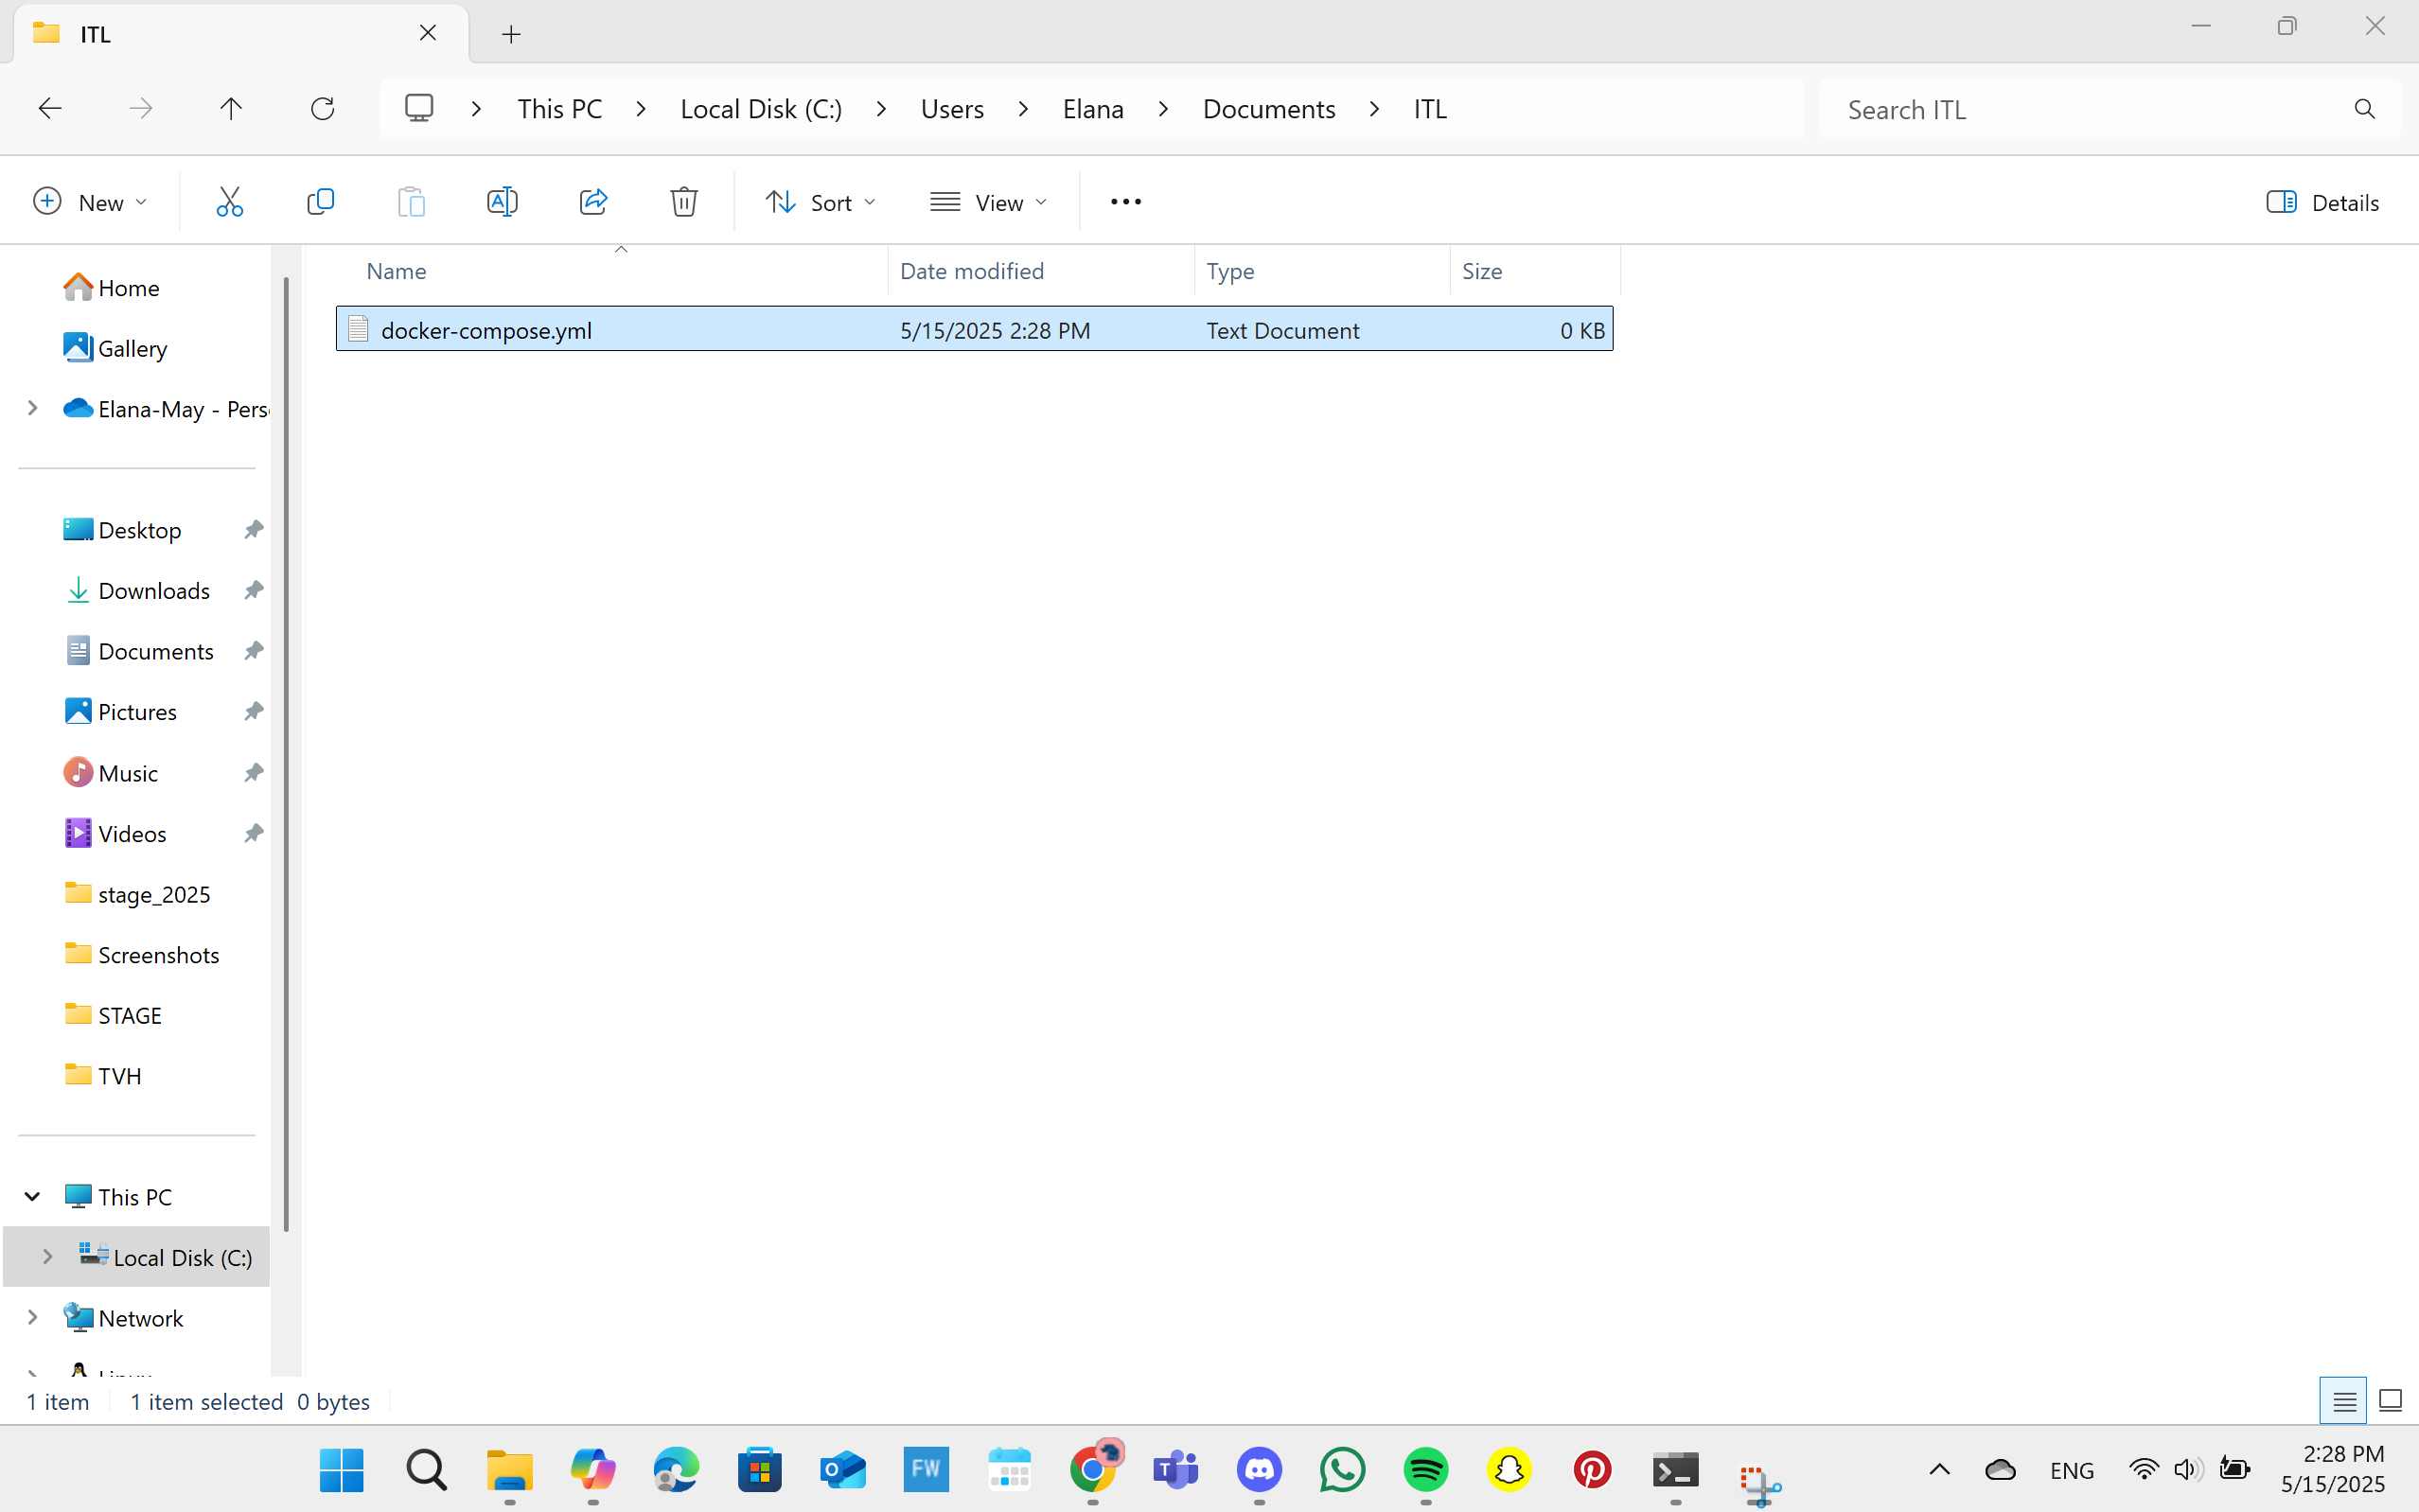 ITL
This PC
Local Disk (C:)
Users
Elana
Documents
ITL
Search ITL
New
Sort
View
Details
Name
Date modified
Type
Size
docker-compose.yml
5/15/2025 2:28 PM
Text Document
0 KB
Home
Gallery
Elana-May - Pers
Desktop
Downloads
Documents
Pictures
Music
Videos
stage_2025
Screenshots
STAGE
TVH
This PC
Local Disk (C:)
Network
1 item
1 item selected 0 bytes
FW
ENG
2:28 PM
5/15/2025